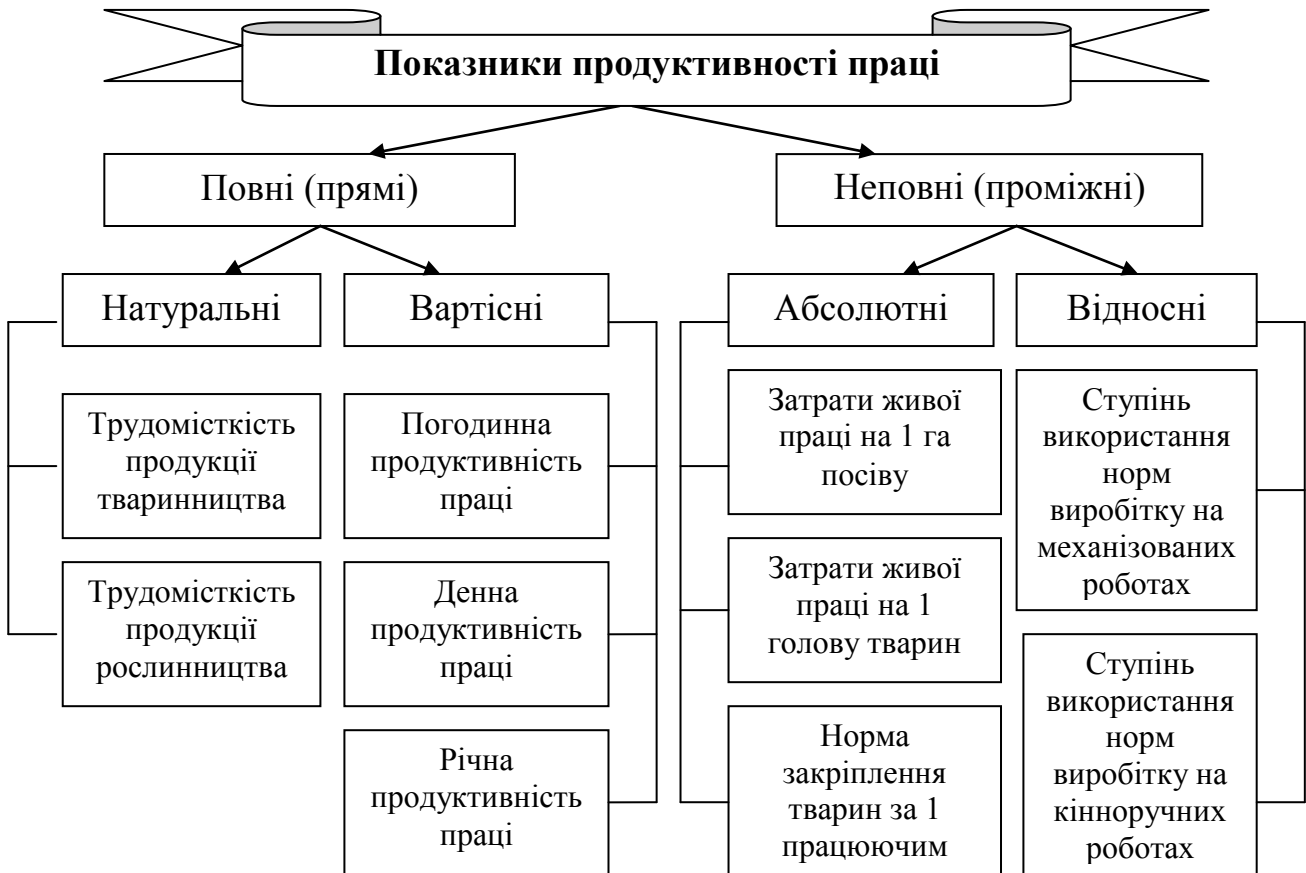 Показники продуктивності праці
Повні (прямі)
Неповні (проміжні)
Натуральні
Вартісні
Абсолютні
Відносні
Трудомісткість
продукції
тваринництва
Трудомісткість
продукції
рослинництва
Погодинна
продуктивність
праці
Денна
продуктивність
праці
Річна
продуктивність
праці
Затрати живої
праці на 1 га
посіву
Затрати живої
праці на 1
голову тварин
Норма
закріплення
тварин за 1
працюючим
Ступінь
використання
норм
виробітку на
механізованих
роботах
Ступінь
використання
норм
виробітку на
кінноручних
роботах